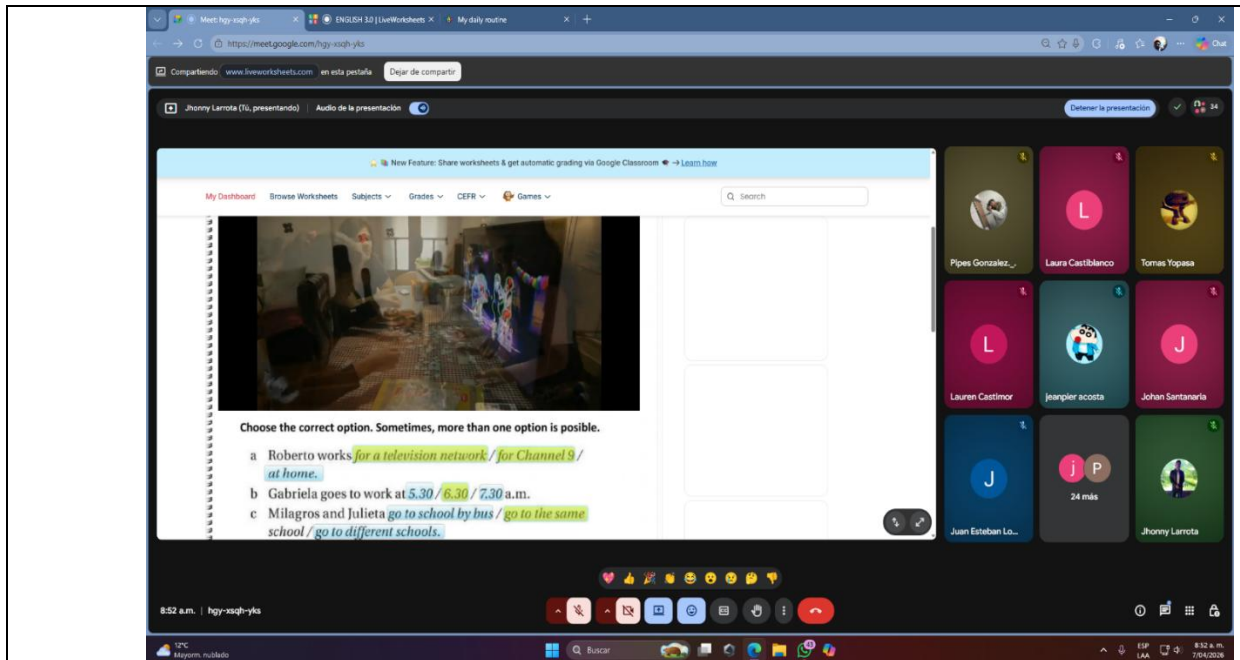 Meet: hgy-xsqh-yks
ENGLISH 3.0 | LiveWorksheets
My daily routine
https://meet.google.com/hgy-xsqh-yks
Chat
Compartiendo www.liveworksheets.com en esta pestaña Dejar de compartir
Jhonny Larrota (Tú, presentando) Audio de la presentación
Detener la presentación
34
New Feature: Share worksheets & get automatic grading via Google Classroom → Learn how
My Dashboard Browse Worksheets Subjects Grades CEFR Games Search
Choose the correct option. Sometimes, more than one option is posible.
a Roberto works for a television network / for Channel 9 /
at home.
b Gabriela goes to work at 5.30 / 6.30 / 7.30 a.m.
c Milagros and Julieta go to school by bus / go to the same
school / go to different schools.
Pipes Gonzalez._.
Laura Castiblanco
Tomas Yopasa
L
Lauren Castimor
L
jeanpier acosta
Johan Santanaria
J
Juan Esteban Lo...
J
j P
24 más
Jhonny Larrota
8:52 a.m. | hgy-xsqh-yks
12°C
Mayorm. nublado
Buscar
ESP
LAA
8:52 a. m.
7/04/2026